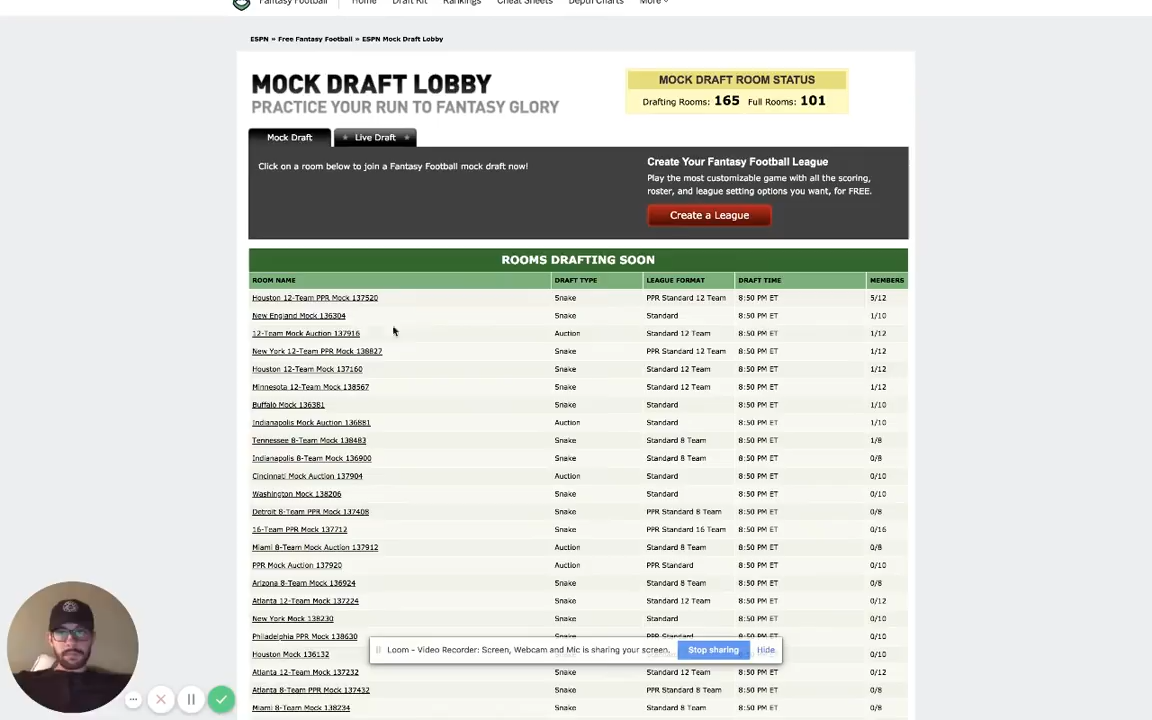 Fantasy Football Home Draft Kit Rankings Cheat Sheets Depth Charts More
ESPN » Free Fantasy Football » ESPN Mock Draft Lobby
MOCK DRAFT LOBBY
PRACTICE YOUR RUN TO FANTASY GLORY
MOCK DRAFT ROOM STATUS
Drafting Rooms: 165 Full Rooms: 101
Mock Draft Live Draft
Click on a room below to join a Fantasy Football mock draft now!
Create Your Fantasy Football League
Play the most customizable game with all the scoring,
roster, and league setting options you want, for FREE.
Create a League
ROOMS DRAFTING SOON
ROOM NAME DRAFT TYPE LEAGUE FORMAT DRAFT TIME MEMBERS
Houston 12-Team PPR Mock 137520 Snake PPR Standard 12 Team 8:50 PM ET 5/12
New England Mock 136304 Snake Standard 8:50 PM ET 1/10
12-Team Mock Auction 137916 Auction Standard 12 Team 8:50 PM ET 1/12
New York 12-Team PPR Mock 138827 Snake PPR Standard 12 Team 8:50 PM ET 1/12
Houston 12-Team Mock 137160 Snake Standard 12 Team 8:50 PM ET 1/12
Minnesota 12-Team Mock 138567 Snake Standard 12 Team 8:50 PM ET 1/12
Buffalo Mock 136381 Snake Standard 8:50 PM ET 1/10
Indianapolis Mock Auction 136881 Auction Standard 8:50 PM ET 1/10
Tennessee 8-Team Mock 138483 Snake Standard 8 Team 8:50 PM ET 1/8
Indianapolis 8-Team Mock 136900 Snake Standard 8 Team 8:50 PM ET 0/8
Cincinnati Mock Auction 137904 Auction Standard 8:50 PM ET 0/10
Washington Mock 138206 Snake Standard 8:50 PM ET 0/10
Detroit 8-Team PPR Mock 137408 Snake PPR Standard 8 Team 8:50 PM ET 0/8
16-Team PPR Mock 137712 Snake PPR Standard 16 Team 8:50 PM ET 0/16
Miami 8-Team Mock Auction 137912 Auction Standard 8 Team 8:50 PM ET 0/8
PPR Mock Auction 137920 Auction PPR Standard 8:50 PM ET 0/10
Arizona 8-Team Mock 136924 Snake Standard 8 Team 8:50 PM ET 0/8
Atlanta 12-Team Mock 137224 Snake Standard 12 Team 8:50 PM ET 0/12
New York Mock 138230 Snake Standard 8:50 PM ET 0/10
Philadelphia PPR Mock 138630 Snake PPR Standard 8:50 PM ET 0/10
Houston Mock 136132 0/10
Loom - Video Recorder: Screen, Webcam and Mic is sharing your screen. Stop sharing Hide
Atlanta 12-Team Mock 137232 Snake Standard 12 Team 8:50 PM ET 0/12
Atlanta 8-Team PPR Mock 137432 Snake PPR Standard 8 Team 8:50 PM ET 0/8
Miami 8-Team Mock 138234 Snake Standard 8 Team 8:50 PM ET 0/8